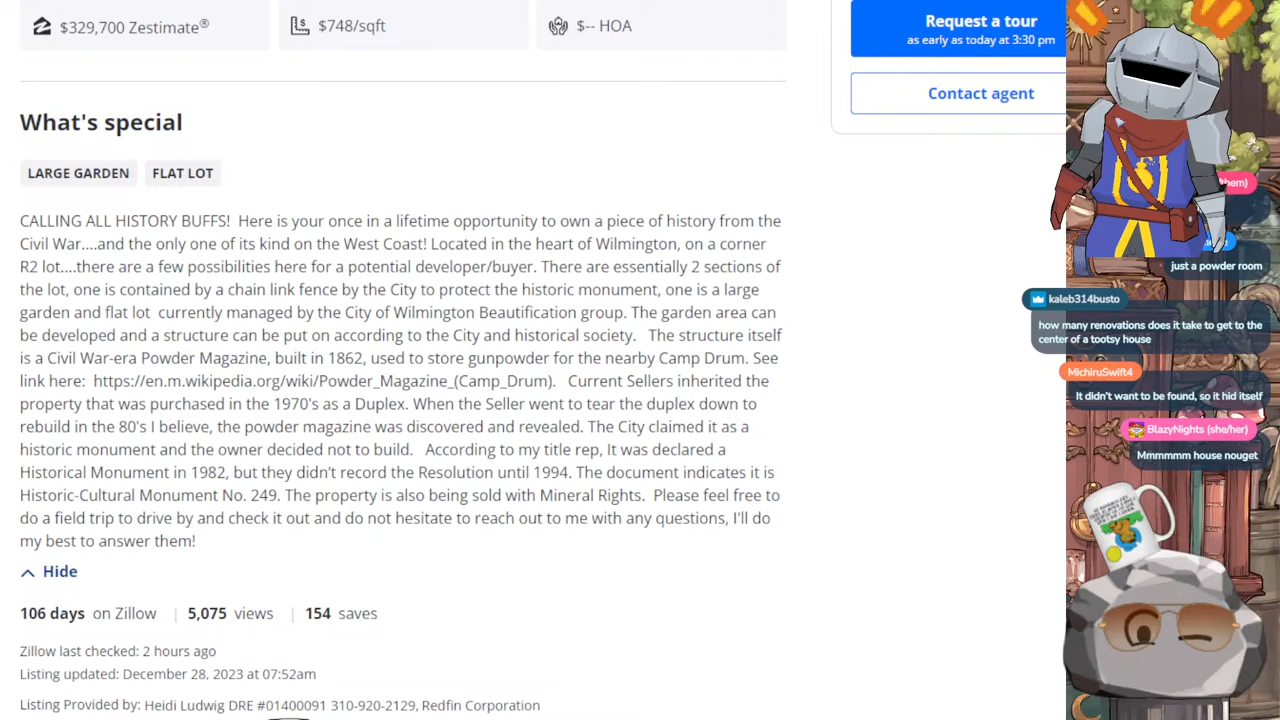 $329,700 Zestimate®
$748/sqft
$-- HOA
Request a tour
as early as today at 3:30 pm
Contact agent
What's special
LARGE GARDEN
FLAT LOT
CALLING ALL HISTORY BUFFS!  Here is your once in a lifetime opportunity to own a piece of history from the
Civil War....and the only one of its kind on the West Coast! Located in the heart of Wilmington, on a corner
R2 lot....there are a few possibilities here for a potential developer/buyer. There are essentially 2 sections of
the lot, one is contained by a chain link fence by the City to protect the historic monument, one is a large
garden and flat lot  currently managed by the City of Wilmington Beautification group. The garden area can
be developed and a structure can be put on according to the City and historical society.   The structure itself
is a Civil War-era Powder Magazine, built in 1862, used to store gunpowder for the nearby Camp Drum. See
link here:  https://en.m.wikipedia.org/wiki/Powder_Magazine_(Camp_Drum).   Current Sellers inherited the
property that was purchased in the 1970's as a Duplex. When the Seller went to tear the duplex down to
rebuild in the 80's I believe, the powder magazine was discovered and revealed. The City claimed it as a
historic monument and the owner decided not to build.   According to my title rep, It was declared a
Historical Monument in 1982, but they didn't record the Resolution until 1994. The document indicates it is
Historic-Cultural Monument No. 249. The property is also being sold with Mineral Rights.  Please feel free to
do a field trip to drive by and check it out and do not hesitate to reach out to me with any questions, I'll do
my best to answer them!
Hide
106 days on Zillow | 5,075 views | 154 saves
Zillow last checked: 2 hours ago
Listing updated: December 28, 2023 at 07:52am
Listing Provided by: Heidi Ludwig DRE #01400091 310-920-2129, Redfin Corporation
them)
just a powder room
kaleb314busto
how many renovations does it take to get to the
center of a tootsy house
MichiruSwift4
It didn't want to be found, so it hid itself
BlazyNights (she/her)
Mmmmmm house nouget